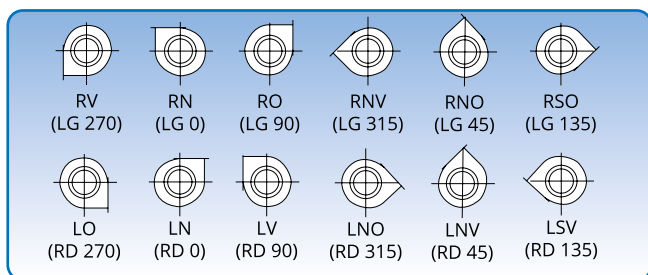 RV RN RO RNV RNO RSO
(LG 270) (LG 0) (LG 90) (LG 315) (LG 45) (LG 135)
LO LN LV LNO LNV LSV
(RD 270) (RD 0) (RD 90) (RD 315) (RD 45) (RD 135)